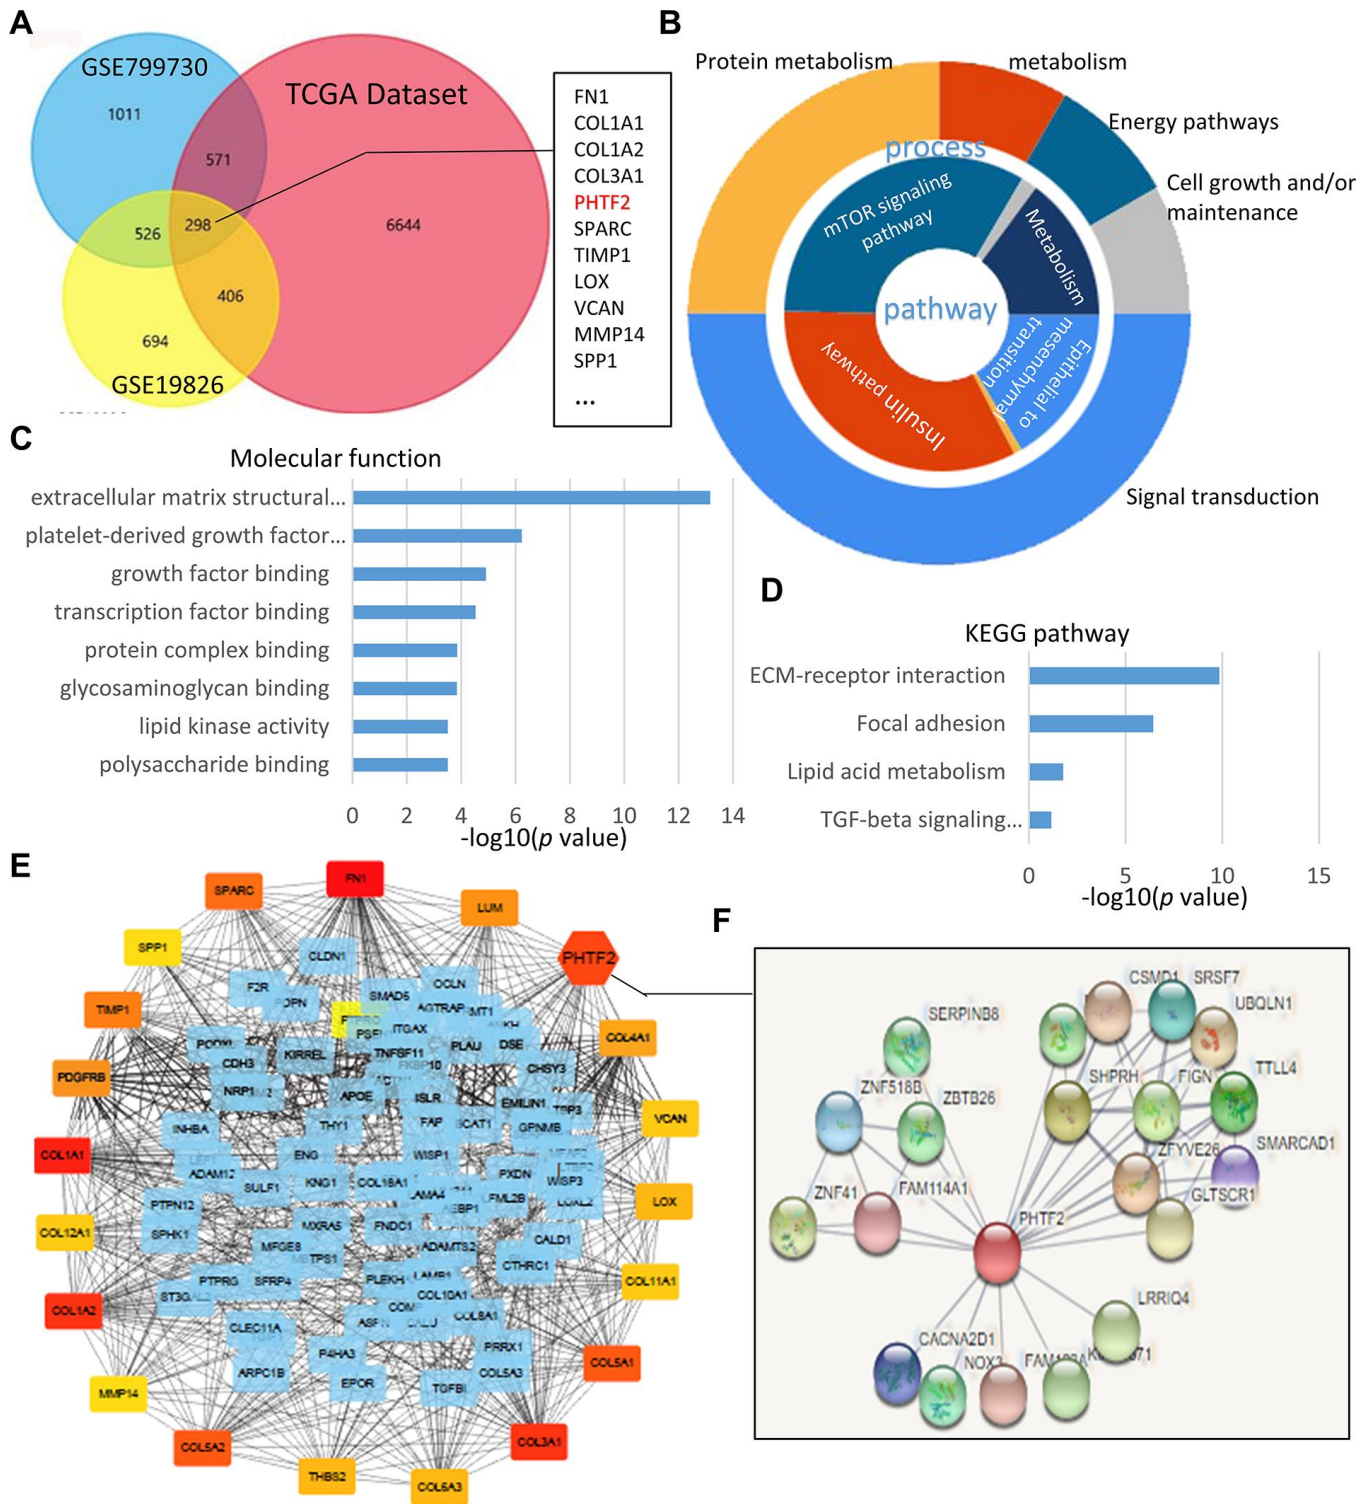 A
GSE799730
1011
TCGA Dataset
571
6644
526
298
406
694
GSE19826
FN1
COL1A1
COL1A2
COL3A1
PHTF2
SPARC
TIMP1
LOX
VCAN
MMP14
SPP1
...
B
Protein metabolism
metabolism
Energy pathways
Cell growth and/or
maintenance
Signal transduction
process
mTOR signaling
pathway
Metabolism
pathway
Insulin pathway
Epithelial to
mesenchymal
transition
C
Molecular function
extracellular matrix structural...
platelet-derived growth factor...
growth factor binding
transcription factor binding
protein complex binding
glycosaminoglycan binding
lipid kinase activity
polysaccharide binding
0 2 4 6 8 10 12 14
-log10(p value)
D
KEGG pathway
ECM-receptor interaction
Focal adhesion
Lipid acid metabolism
TGF-beta signaling...
0 5 10 15
-log10(p value)
E
FN1
SPARC
LUM
SPP1
PHTF2
TIMP1
COL4A1
PDGFRB
VCAN
COL1A1
LOX
COL12A1
COL11A1
COL1A2
COL5A1
MMP14
COL5A2
COL3A1
THBS2
COL6A3
CLDN1
F2R
OCLN
SMAD6
AGTRAP
ITGAX
PLAU
DSE
TNFSF11
CHSY3
CDH3
KIRREL
NRP1
APOE
ISLR
EMILIN1
INHBA
THY1
FAP
GPNMB
ENG
WISP1
ADAM12
SULF1
KNG1
COL18A1
PXDN
WISP3
PTPN12
SPHK1
MXRA5
FNDC1
MFGE8
ADAMTS2
CALD1
CTHRC1
PTPRG
SFRP4
PLEKH
COL10A1
COL8A1
CLEC11A
P4HA3
PRRX1
ARPC1B
EPOR
TGFBI
COL5A3
F
CSMD1
SRSF7
UBQLN1
SERPINB8
SHPRH
FIGN
TTLL4
ZNF518B
ZBTB26
ZFYVE26
SMARCAD1
ZNF41
FAM114A1
GLTSCR1
PHTF2
LRRIQ4
CACNA2D1